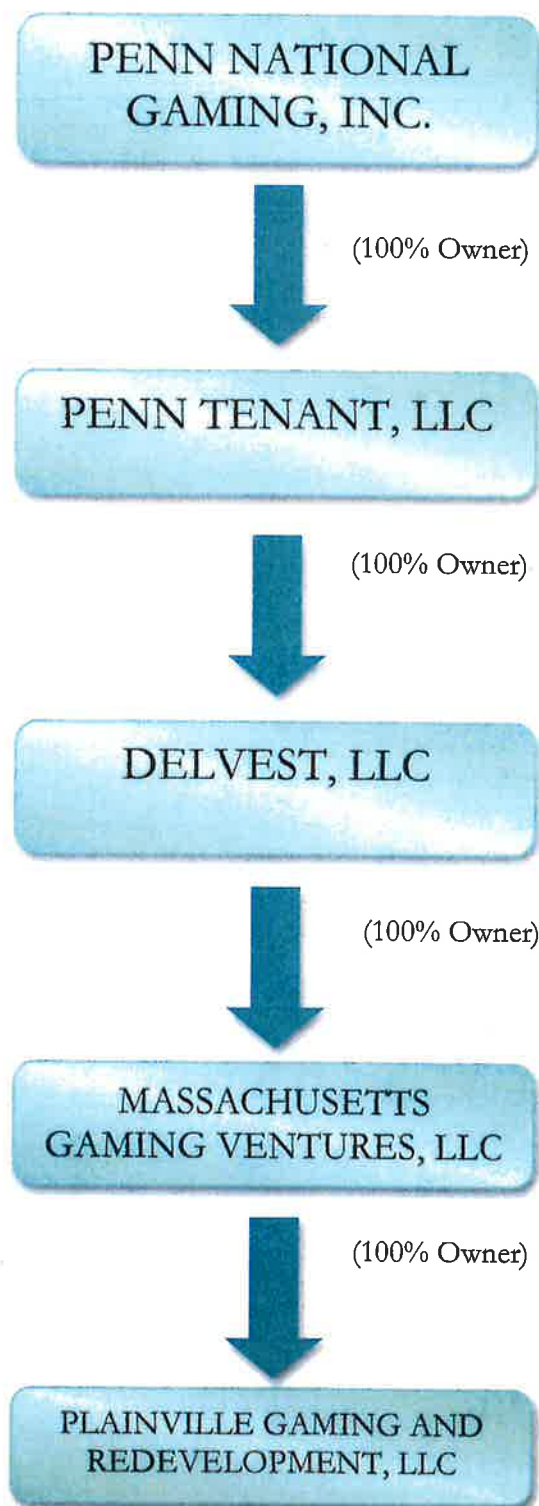 PENN NATIONAL
GAMING, INC.
(100% Owner)
PENN TENANT, LLC
(100% Owner)
DELVEST, LLC
(100% Owner)
MASSACHUSETTS
GAMING VENTURES, LLC
(100% Owner)
PLAINVILLE GAMING AND
REDEVELOPMENT, LLC